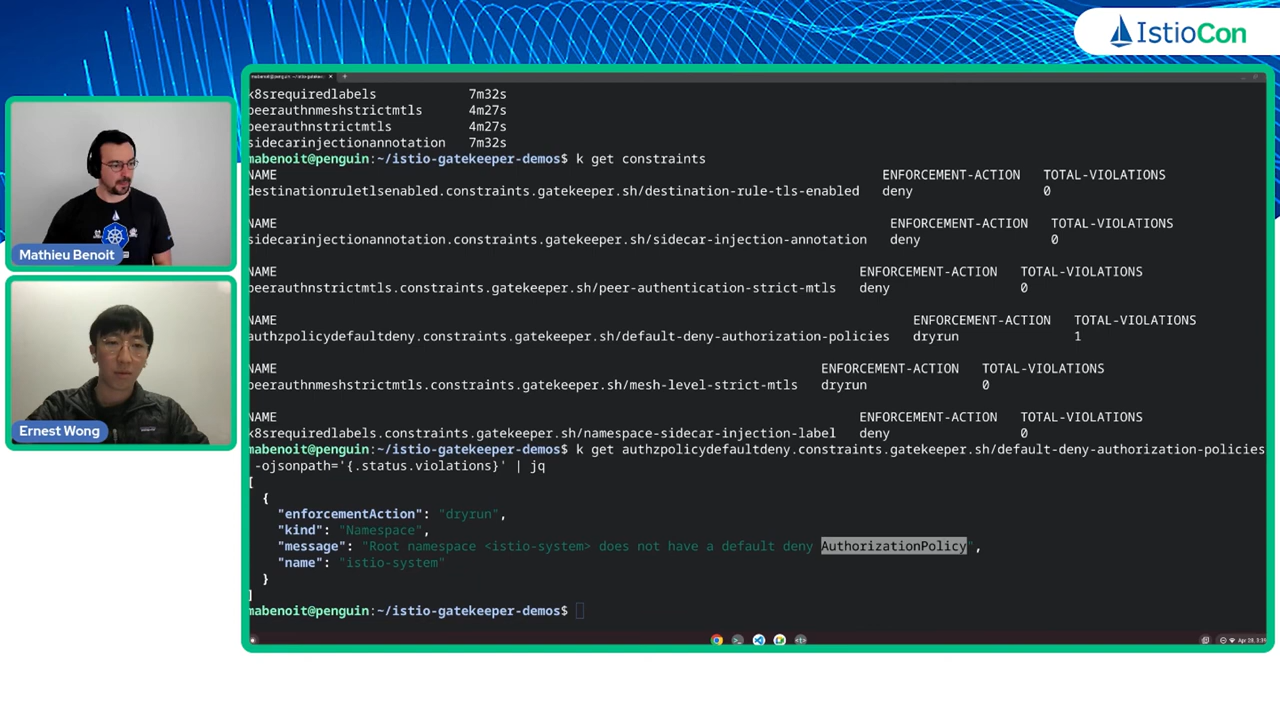 IstioCon
k8srequiredlabels 7m32s
peerauthnmeshstrictmtls 4m27s
peerauthnstrictmtls 4m27s
sidecarinjectionannotation 7m32s
mabenoit@penguin:~/istio-gatekeeper-demos$ k get constraints
NAME ENFORCEMENT-ACTION TOTAL-VIOLATIONS
destinationruletlsenabled.constraints.gatekeeper.sh/destination-rule-tls-enabled deny 0
NAME ENFORCEMENT-ACTION TOTAL-VIOLATIONS
sidecarinjectionannotation.constraints.gatekeeper.sh/sidecar-injection-annotation deny 0
NAME ENFORCEMENT-ACTION TOTAL-VIOLATIONS
peerauthnstrictmtls.constraints.gatekeeper.sh/peer-authentication-strict-mtls deny 0
NAME ENFORCEMENT-ACTION TOTAL-VIOLATIONS
authzpolicydefaultdeny.constraints.gatekeeper.sh/default-deny-authorization-policies dryrun 1
NAME ENFORCEMENT-ACTION TOTAL-VIOLATIONS
peerauthnmeshstrictmtls.constraints.gatekeeper.sh/mesh-level-strict-mtls dryrun 0
NAME ENFORCEMENT-ACTION TOTAL-VIOLATIONS
k8srequiredlabels.constraints.gatekeeper.sh/namespace-sidecar-injection-label deny 0
mabenoit@penguin:~/istio-gatekeeper-demos$ k get authzpolicydefaultdeny.constraints.gatekeeper.sh/default-deny-authorization-policies
-ojsonpath='{.status.violations}' | jq
[
{
"enforcementAction": "dryrun",
"kind": "Namespace",
"message": "Root namespace <istio-system> does not have a default deny AuthorizationPolicy",
"name": "istio-system"
}
]
mabenoit@penguin:~/istio-gatekeeper-demos$
Mathieu Benoit
Ernest Wong